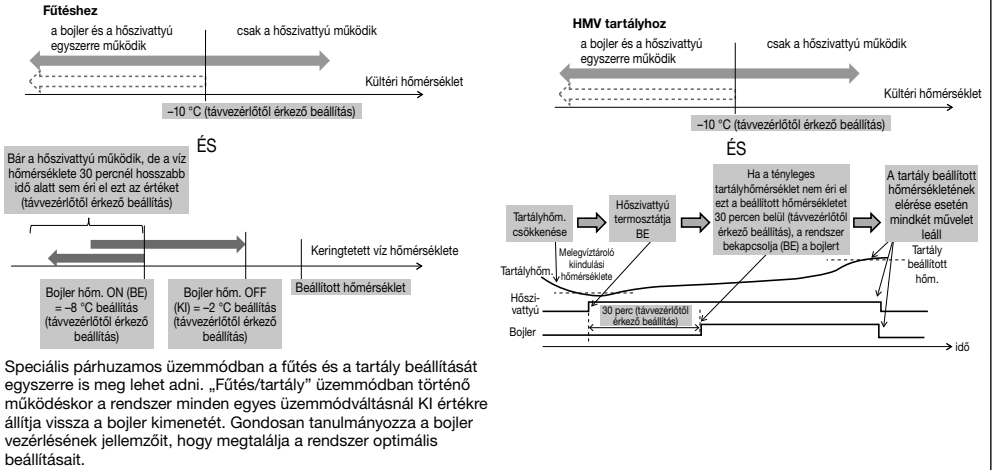 Fűtéshez
a bojler és a hőszivattyú
egyszerre működik
csak a hőszivattyú működik
Kültéri hőmérséklet
−10 °C (távvezérlőtől érkező beállítás)
ÉS
Bár a hőszivattyú működik, de a víz
hőmérséklete 30 percnél hosszabb
idő alatt sem éri el ezt az értéket
(távvezérlőtől érkező beállítás)
Keringtetett víz hőmérséklete
Bojler hőm. ON (BE)
= −8 °C beállítás
(távvezérlőtől érkező
beállítás)
Bojler hőm. OFF
(KI) = −2 °C beállítás
(távvezérlőtől érkező
beállítás)
Beállított hőmérséklet
Speciális párhuzamos üzemmódban a fűtés és a tartály beállítását
egyszerre is meg lehet adni. „Fűtés/tartály” üzemmódban történő
működéskor a rendszer minden egyes üzemmódváltásnál KI értékre
állítja vissza a bojler kimenetét. Gondosan tanulmányozza a bojler
vezérlésének jellemzőit, hogy megtalálja a rendszer optimális
beállításait.
HMV tartályhoz
a bojler és a hőszivattyú
egyszerre működik
csak a hőszivattyú működik
Kültéri hőmérséklet
−10 °C (távvezérlőtől érkező beállítás)
ÉS
Tartályhőm.
csökkenése
Hőszivattyú
termosztátja
BE
Ha a tényleges
tartályhőmérséklet nem éri el
ezt a beállított hőmérsékletet
30 percen belül (távvezérlőtől
érkező beállítás), a rendszer
bekapcsolja (BE) a bojlert
A tartály beállított
hőmérsékletének
elérése esetén
mindkét művelet
leáll
Melegvíztároló
kiindulási
hőmérséklete
Tartályhőm.
Tartály
beállított
hőm.
Hőszi-
vattyú
30 perc (távvezérlőtől
érkező beállítás)
Bojler
idő